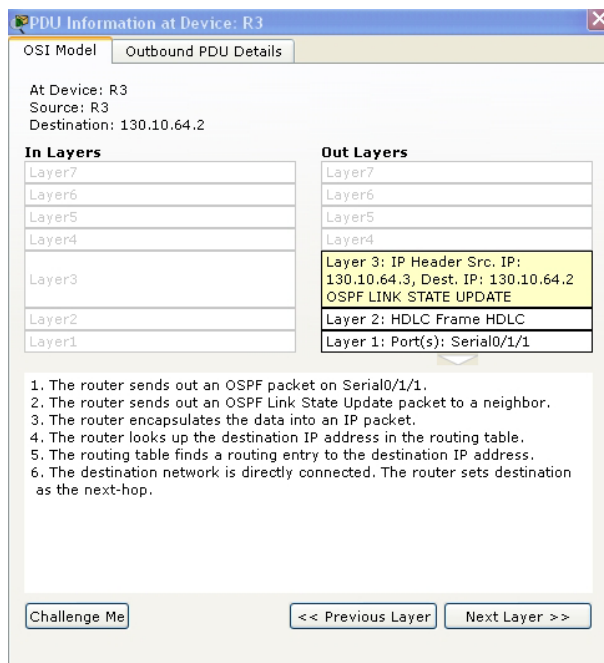 PDU Information at Device: R3
OSI Model
Outbound PDU Details
At Device: R3
Source: R3
Destination: 130.10.64.2
In Layers
Layer7
Layer6
Layer5
Layer4
Layer3
Layer2
Layer1
Out Layers
Layer7
Layer6
Layer5
Layer4
Layer 3: IP Header Src. IP:
130.10.64.3, Dest. IP: 130.10.64.2
OSPF LINK STATE UPDATE
Layer 2: HDLC Frame HDLC
Layer 1: Port(s): Serial0/1/1
1. The router sends out an OSPF packet on Serial0/1/1.
2. The router sends out an OSPF Link State Update packet to a neighbor.
3. The router encapsulates the data into an IP packet.
4. The router looks up the destination IP address in the routing table.
5. The routing table finds a routing entry to the destination IP address.
6. The destination network is directly connected. The router sets destination
as the next-hop.
Challenge Me
<< Previous Layer
Next Layer >>